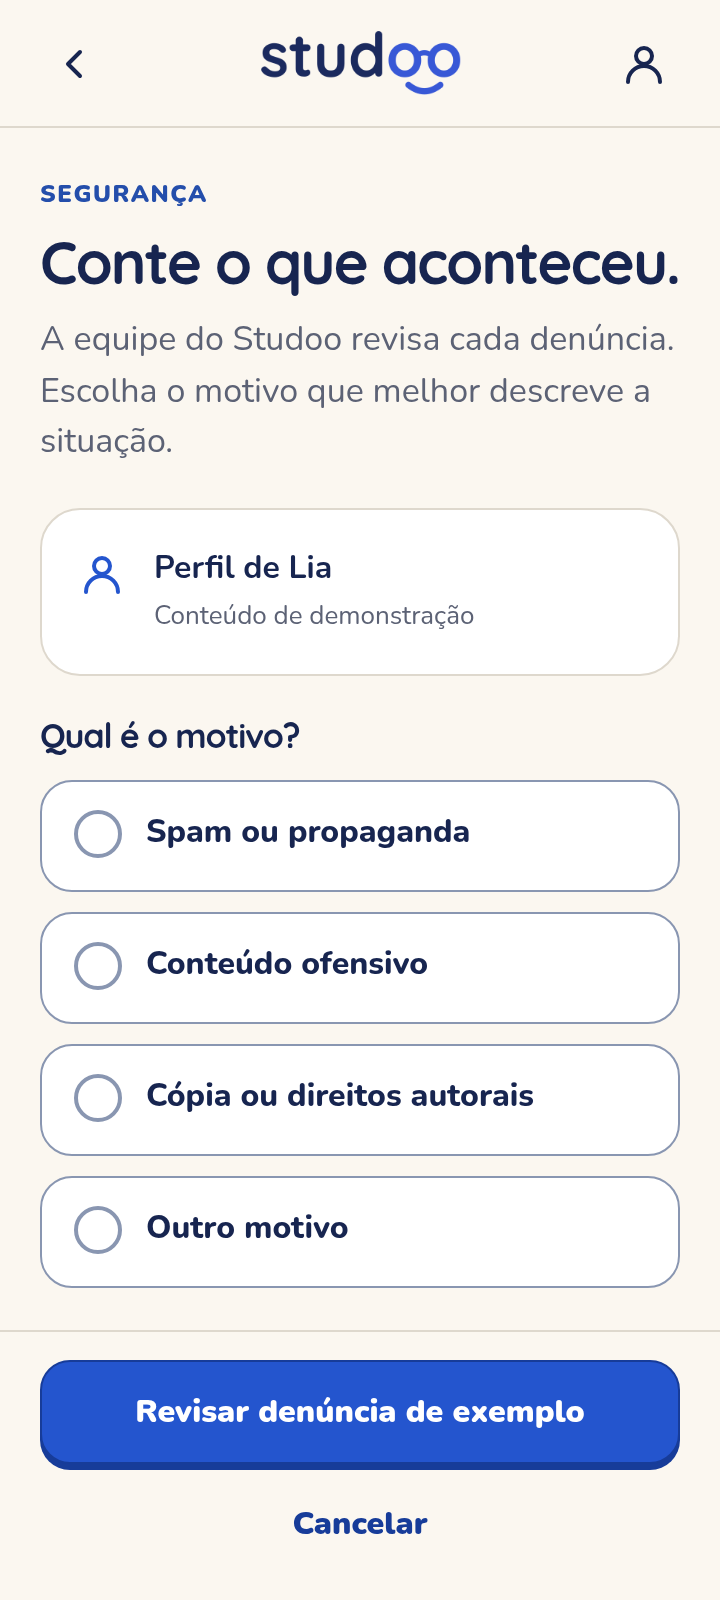 studoo
SEGURANÇA
Conte o que aconteceu.
A equipe do Studoo revisa cada denúncia.
Escolha o motivo que melhor descreve a
situação.
Perfil de Lia
Conteúdo de demonstração
Qual é o motivo?
Spam ou propaganda
Conteúdo ofensivo
Cópia ou direitos autorais
Outro motivo
Revisar denúncia de exemplo
Cancelar